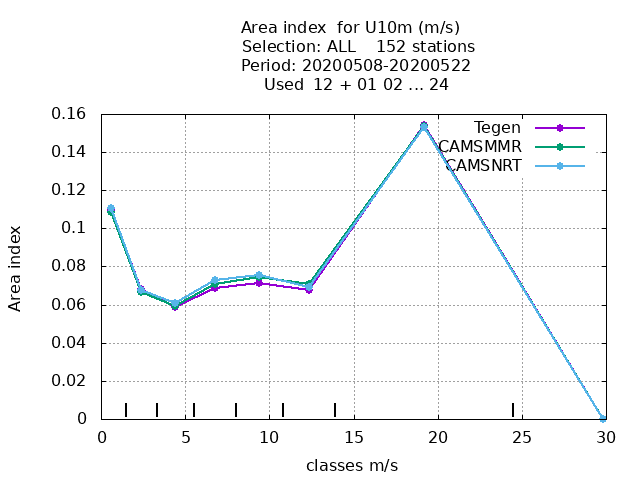 Area index  for U10m (m/s)
Selection: ALL    152 stations
Period: 20200508-20200522
Used  12 + 01 02 ... 24
0.16
0.14
0.12
0.1
0.08
0.06
0.04
0.02
0
Area index
Tegen
CAMSMMR
CAMSNRT
0 5 10 15 20 25 30
classes m/s